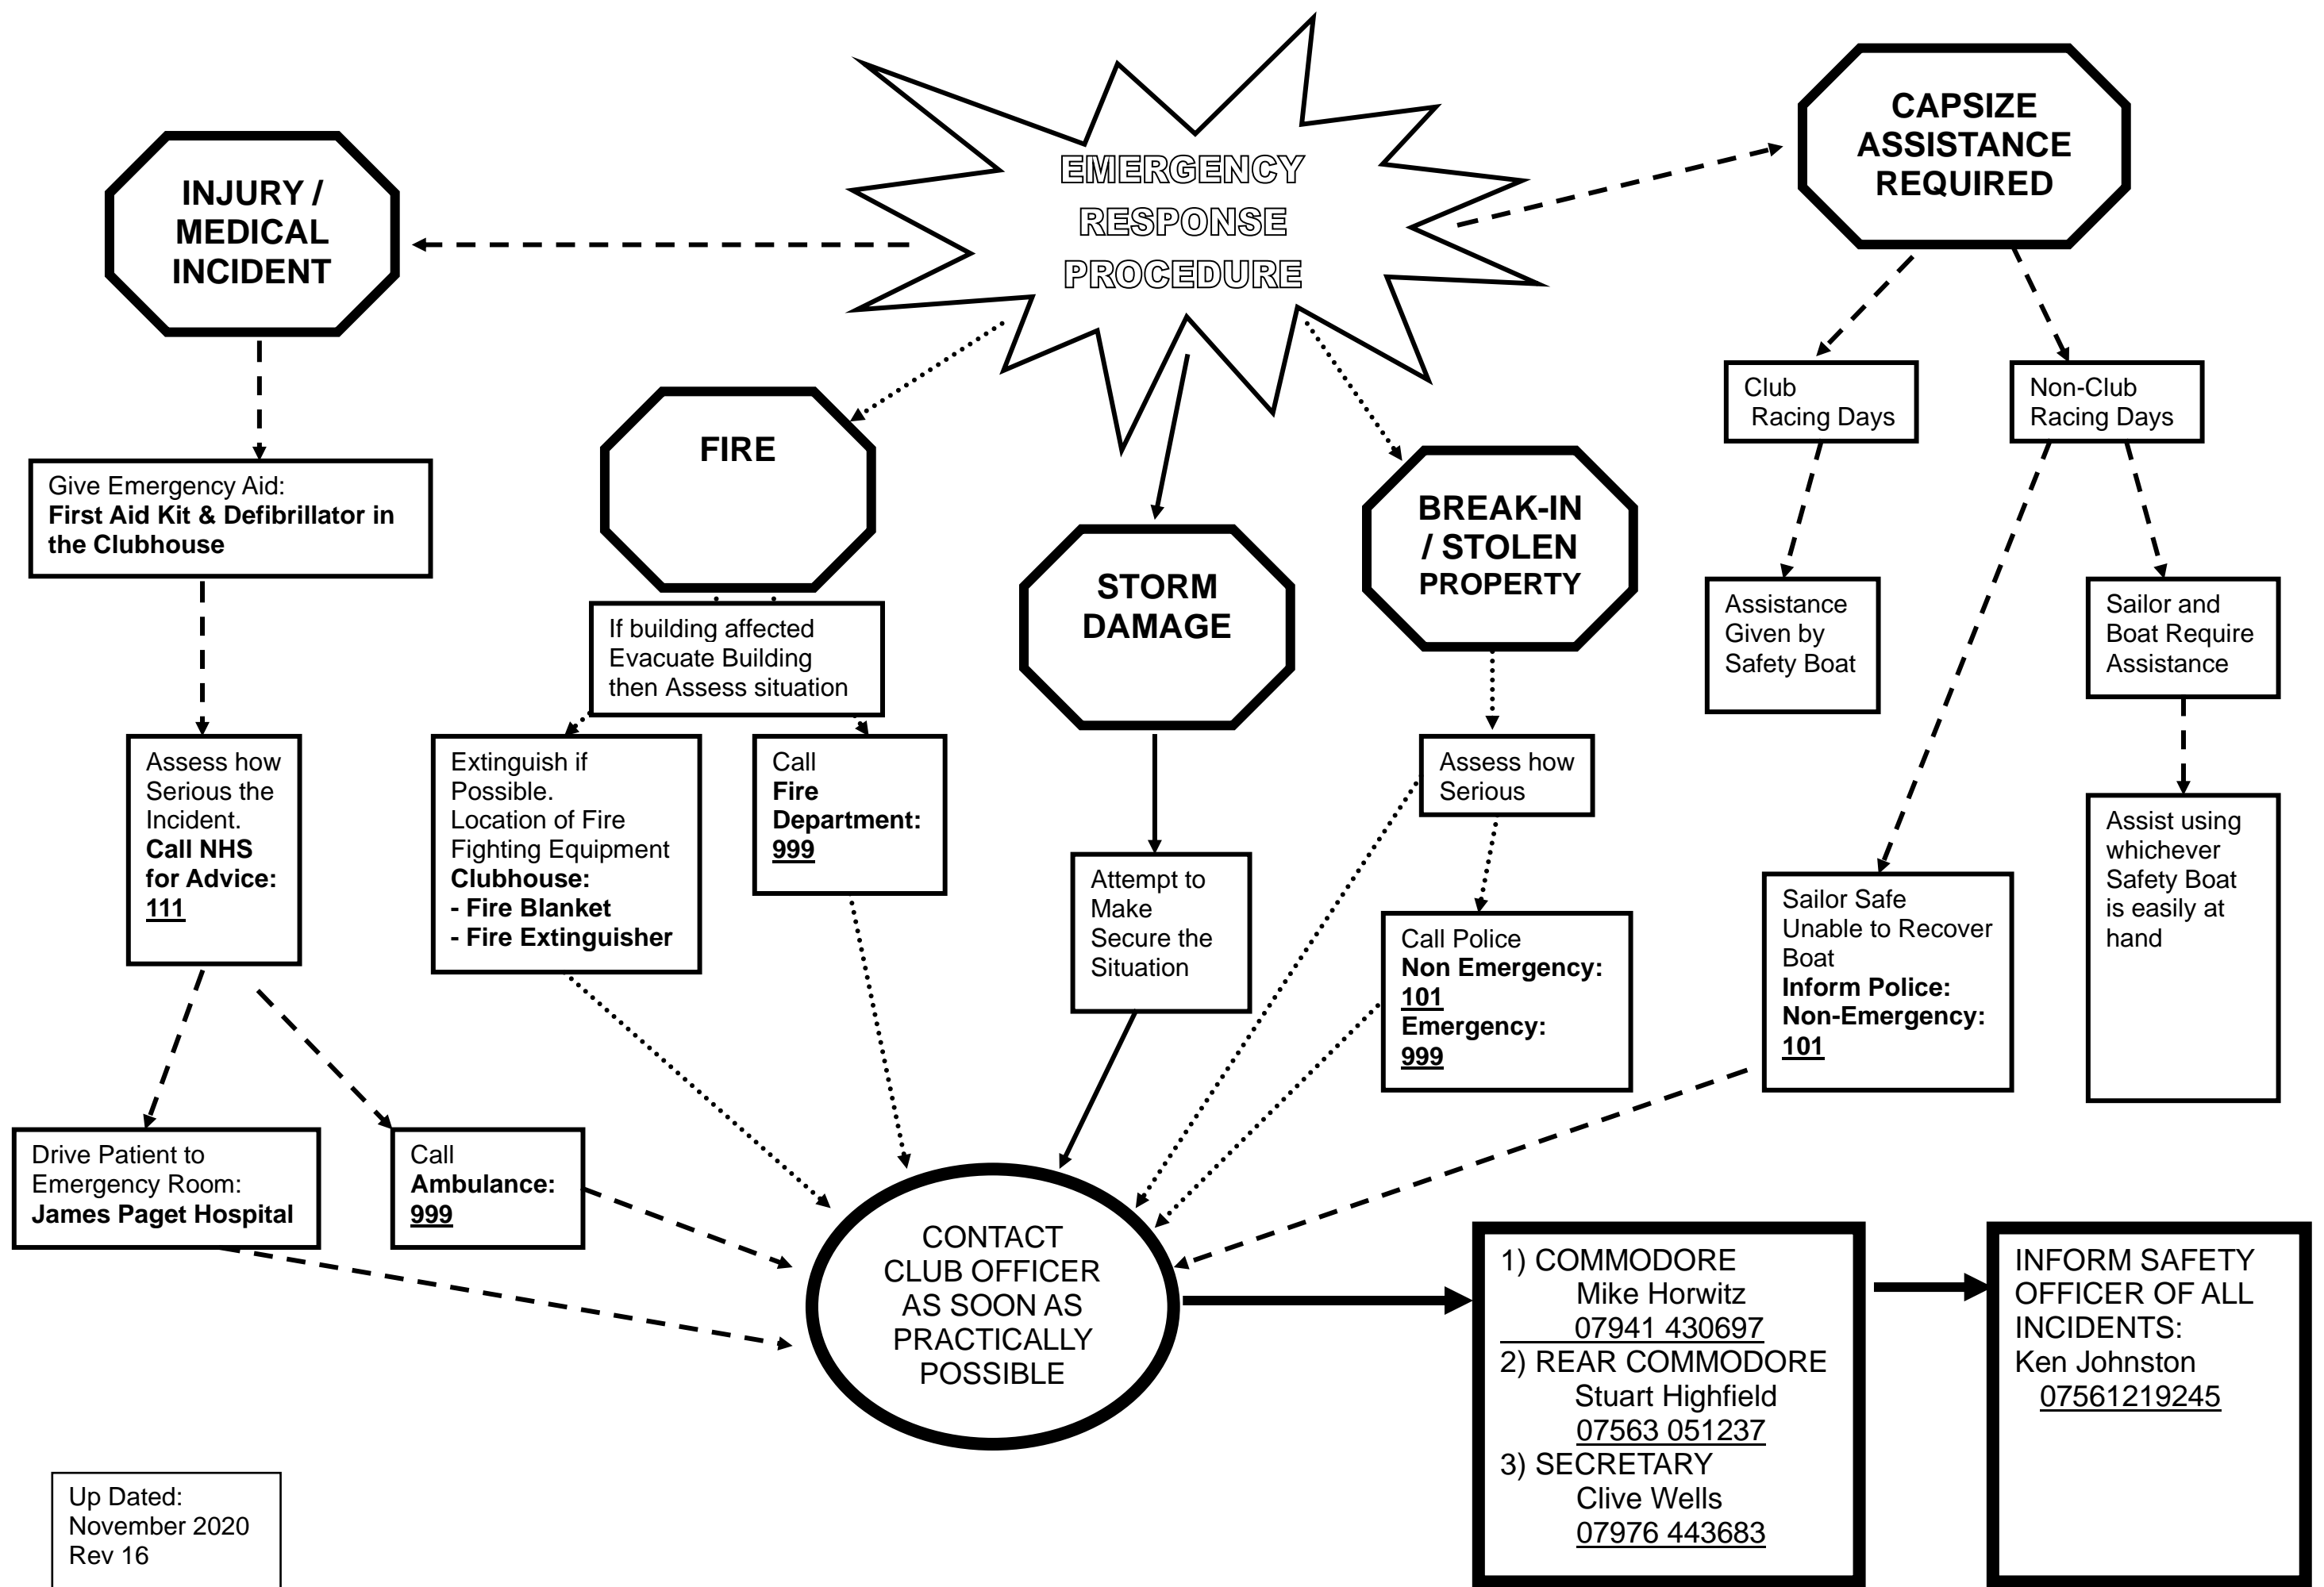 EMERGENCY
RESPONSE
PROCEDURE
INJURY /
MEDICAL
INCIDENT
Give Emergency Aid:
First Aid Kit & Defibrillator in
the Clubhouse
Assess how
Serious the
Incident.
Call NHS
for Advice:
111
Drive Patient to
Emergency Room:
James Paget Hospital
Call
Ambulance:
999
FIRE
If building affected
Evacuate Building
then Assess situation
Extinguish if
Possible.
Location of Fire
Fighting Equipment
Clubhouse:
- Fire Blanket
- Fire Extinguisher
Call
Fire
Department:
999
STORM
DAMAGE
Attempt to
Make
Secure the
Situation
BREAK-IN
/ STOLEN
PROPERTY
Assess how
Serious
Call Police
Non Emergency:
101
Emergency:
999
CAPSIZE
ASSISTANCE
REQUIRED
Club
Racing Days
Assistance
Given by
Safety Boat
Non-Club
Racing Days
Sailor Safe
Unable to Recover
Boat
Inform Police:
Non-Emergency:
101
Sailor and
Boat Require
Assistance
Assist using
whichever
Safety Boat
is easily at
hand
CONTACT
CLUB OFFICER
AS SOON AS
PRACTICALLY
POSSIBLE
1) COMMODORE
Mike Horwitz
07941 430697
2) REAR COMMODORE
Stuart Highfield
07563 051237
3) SECRETARY
Clive Wells
07976 443683
INFORM SAFETY
OFFICER OF ALL
INCIDENTS:
Ken Johnston
07561219245
Up Dated:
November 2020
Rev 16